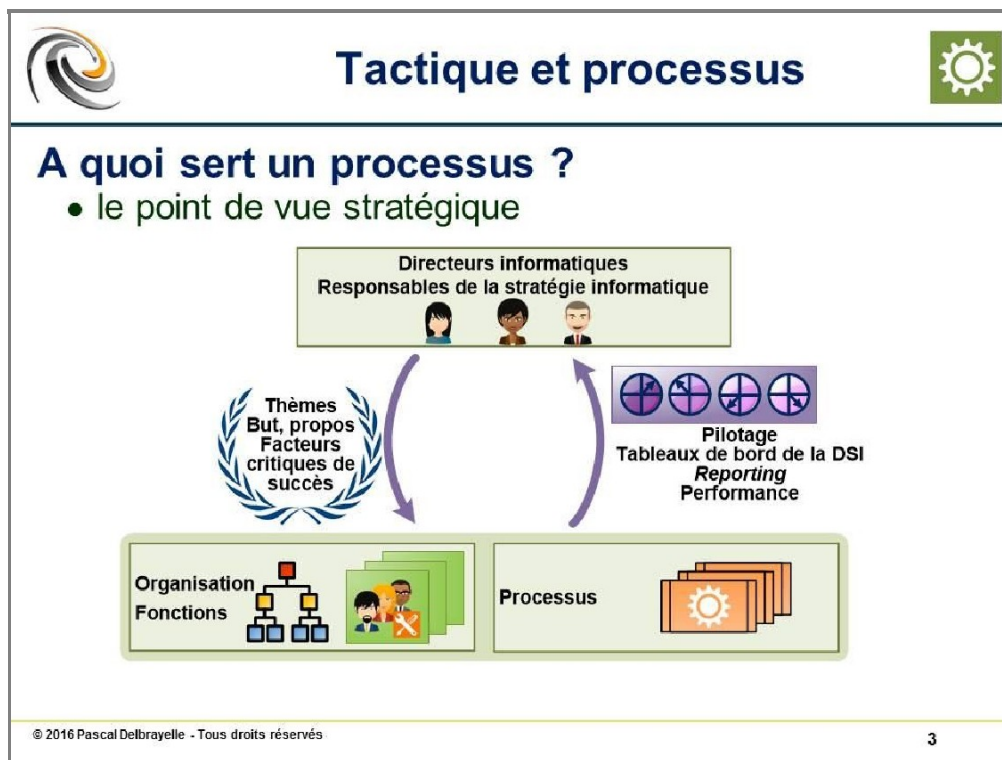 Tactique et processus
A quoi sert un processus ?
• le point de vue stratégique
Directeurs informatiques
Responsables de la stratégie informatique
Thèmes
But, propos
Facteurs
critiques de
succès
Pilotage
Tableaux de bord de la DSI
Reporting
Performance
Organisation
Fonctions
Processus
© 2016 Pascal Delbrayelle - Tous droits réservés
3